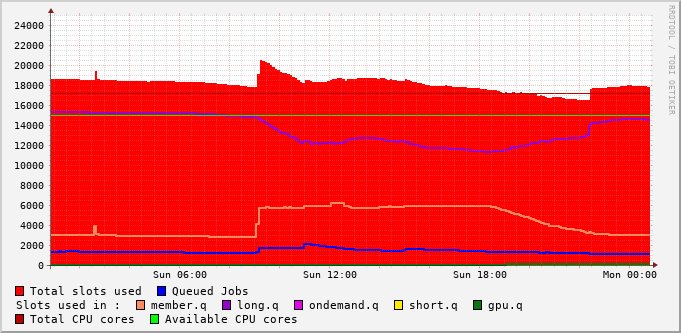 24000
22000
20000
18000
16000
14000
12000
10000
8000
6000
4000
2000
0
Sun 06:00 Sun 12:00 Sun 18:00 Mon 00:00
Total slots used Queued Jobs
Slots used in : member.q long.q ondemand.q short.q gpu.q
Total CPU cores Available CPU cores
RRDTOOL / TOBI OETIKER